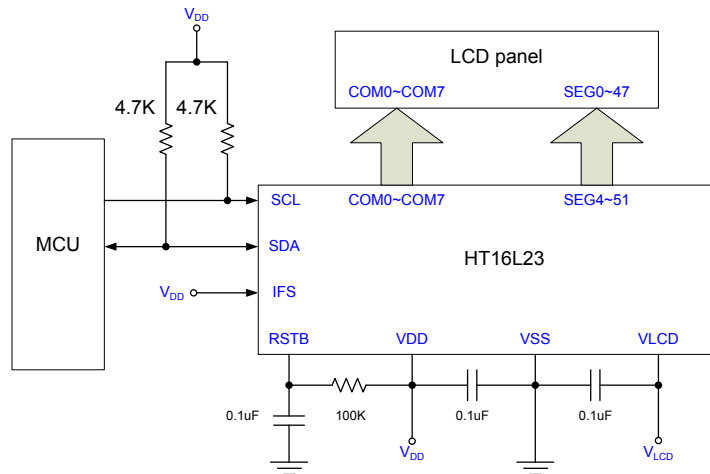 VDD
LCD panel
COM0~COM7 SEG0~47
4.7K 4.7K
MCU
SCL COM0~COM7 SEG4~51
SDA
HT16L23
VDD IFS
RSTB VDD VSS VLCD
0.1uF 100K 0.1uF 0.1uF
VDD VLCD